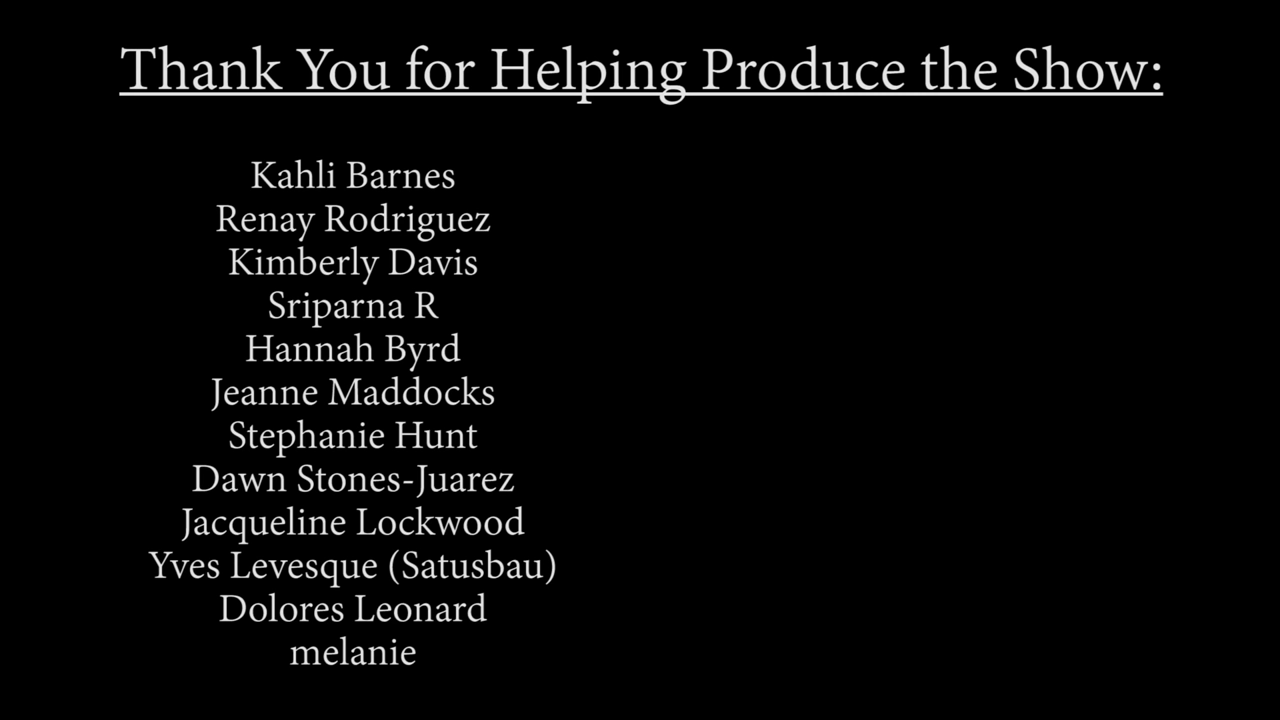 Thank You for Helping Produce the Show:
Kahli Barnes
Renay Rodriguez
Kimberly Davis
Sriparna R
Hannah Byrd
Jeanne Maddocks
Stephanie Hunt
Dawn Stones-Juarez
Jacqueline Lockwood
Yves Levesque (Satusbau)
Dolores Leonard
melanie